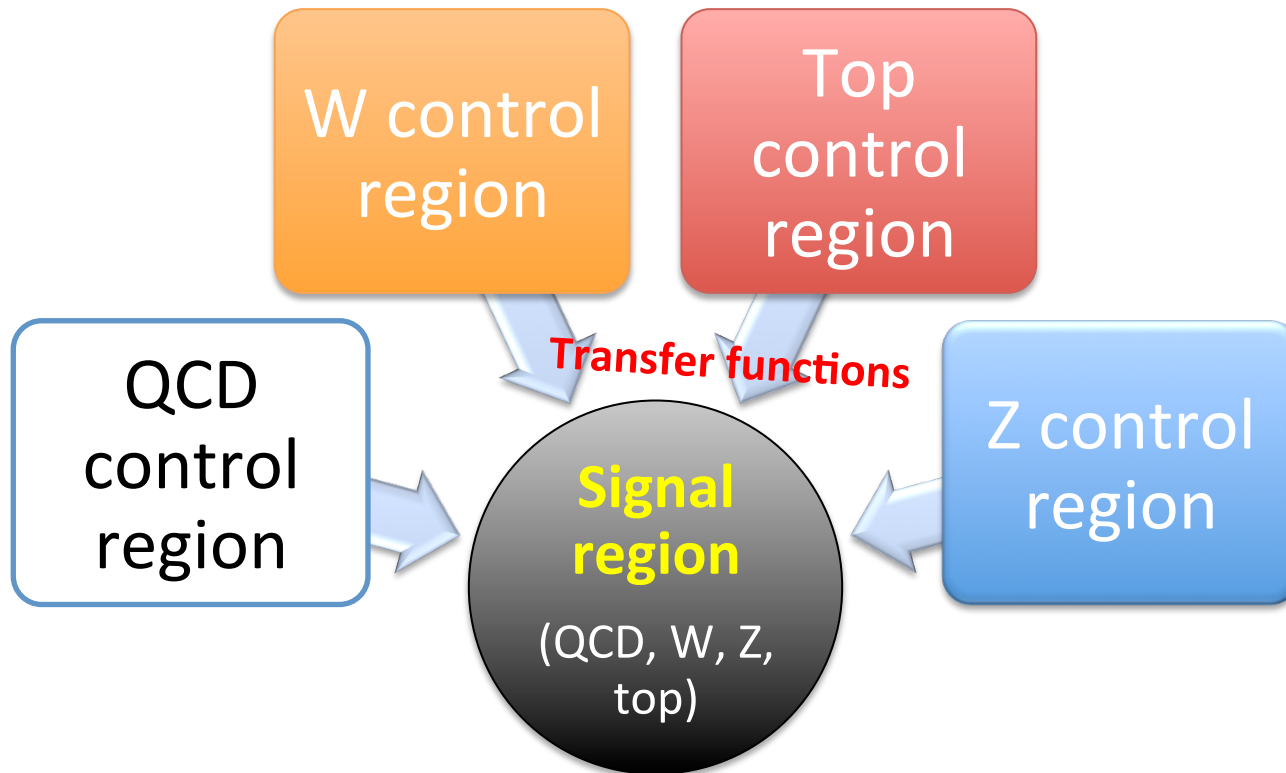 W control
region
Top
control
region
Transfer functions
QCD
control
region
Z control
region
Signal
region
(QCD, W, Z,
top)